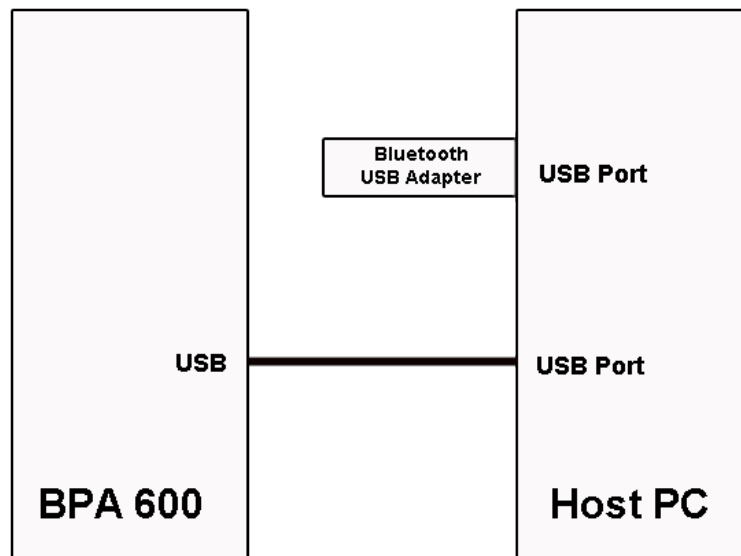 Bluetooth
USB Adapter
USB Port
USB
USB Port
BPA 600
Host PC